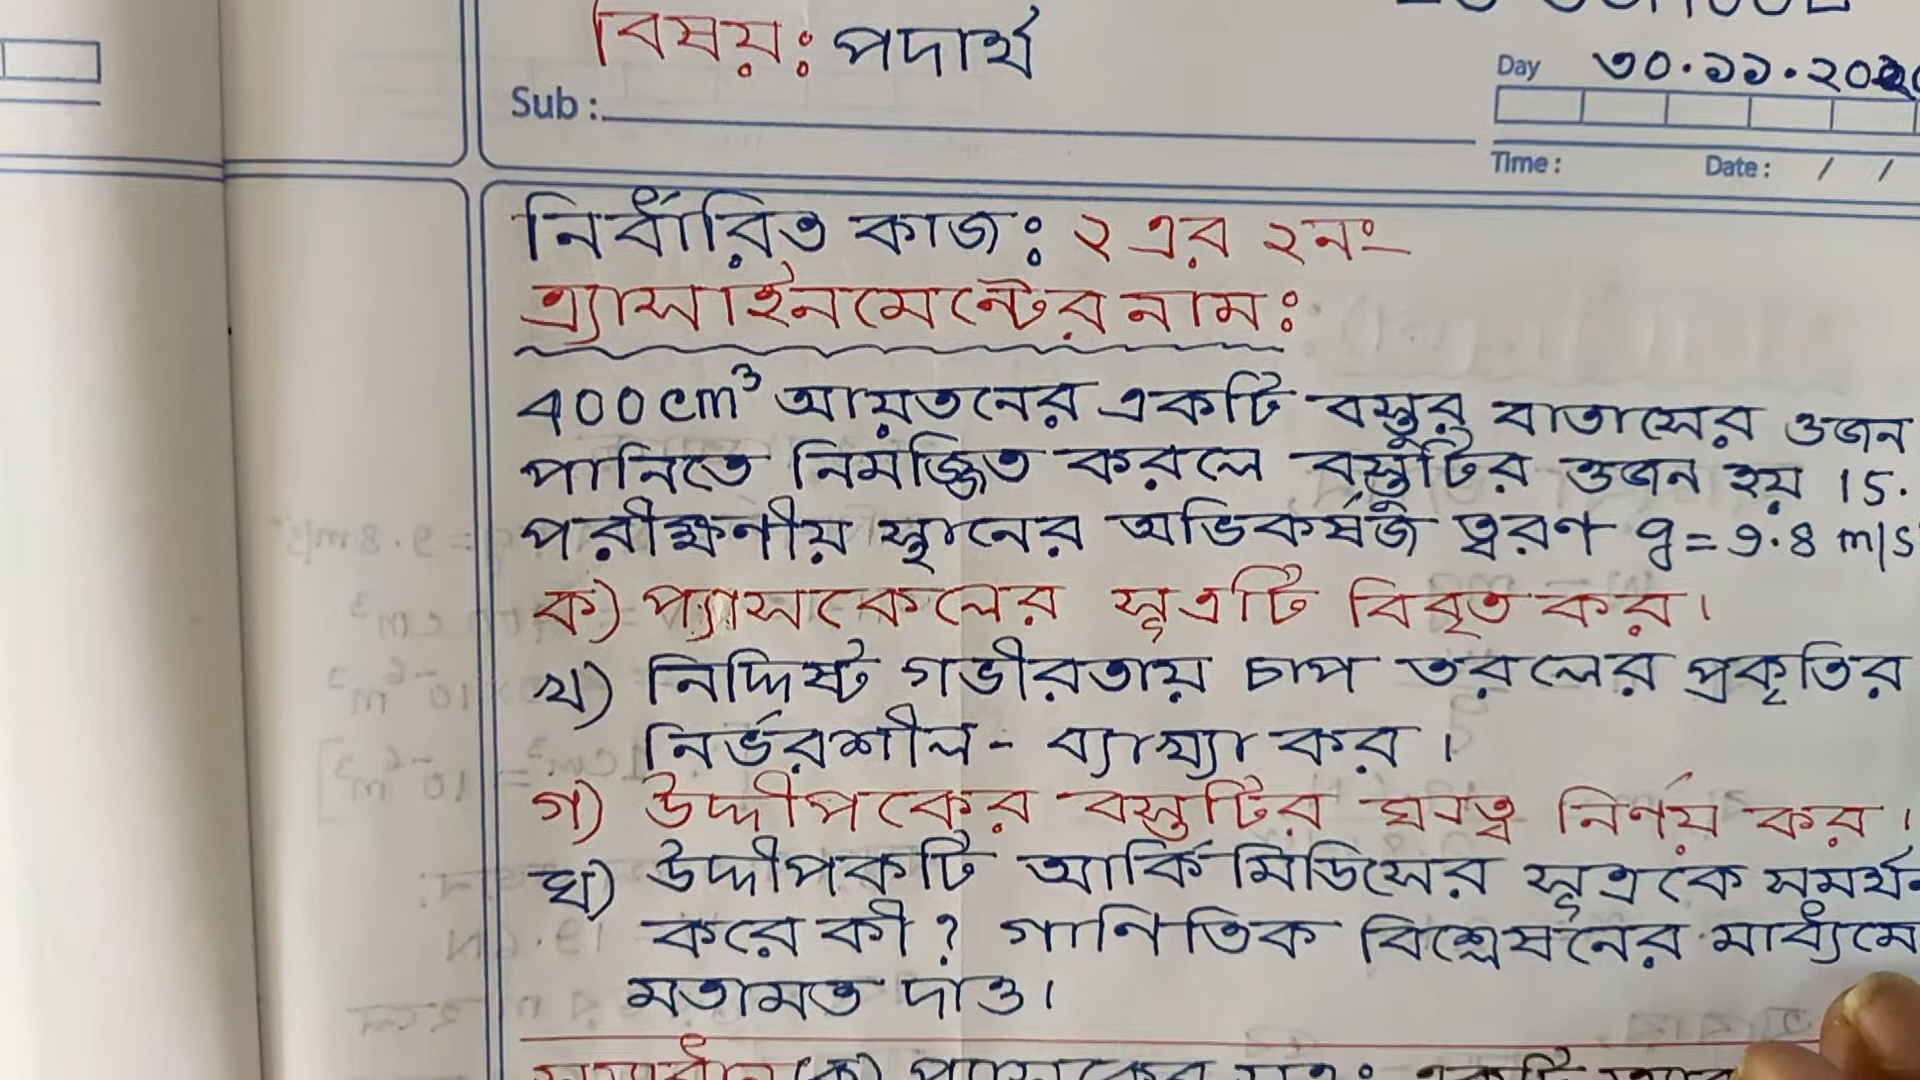 বিষয়: পদার্থ
Sub :
Day ৩০.১১.২০
Time : Date : / /
নির্ধারিত কাজ: ২ এর ২নং
এ্যাসাইনমেন্টের নাম:
400cm³ আয়তনের একটি বস্তুর বাতাসের ওজন
পানিতে নিমজ্জিত করলে বস্তুটির ওজন হয় 15.
পরীক্ষণীয় স্থানের অভিকর্ষজ ত্বরণ g = 9.8 m/s
ক) প্যাসকেলের সূত্রটি বিবৃত কর।
খ) নিদ্দিষ্ট গভীরতায় চাপ তরলের প্রকৃতির
নির্ভরশীল - ব্যাখ্যা কর।
গ) উদ্দীপকের বস্তুটির ঘনত্ব নির্ণয় কর।
ঘ) উদ্দীপকটি আর্কিমিডিসের সূত্রকে সমর্থন
করে কী? গাণিতিক বিশ্লেষনের মাধ্যমে
মতামত দাও।